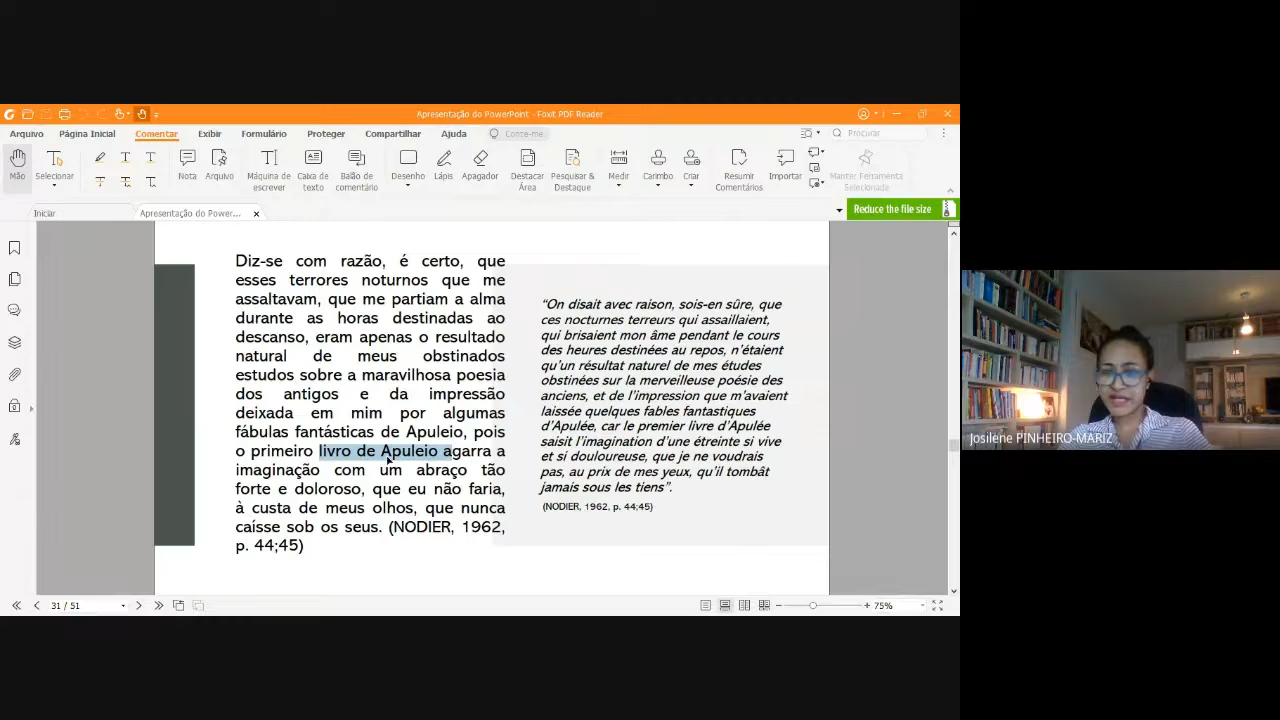 Apresentação do PowerPoint - Foxit PDF Reader
Arquivo
Página Inicial
Comentar
Exibir
Formulário
Proteger
Compartilhar
Ajuda
Conte-me...
Procurar
Mão
Selecionar
Nota
Arquivo
Máquina de
escrever
Caixa de
texto
Balão de
comentário
Desenho
Lápis
Apagador
Destacar
Área
Pesquisar &
Destaque
Medir
Carimbo
Criar
Resumir
Comentários
Importar
Manter Ferramenta
Selecionada
Iniciar
Apresentação do Power...
Reduce the file size
Diz-se com razão, é certo, que
esses terrores noturnos que me
assaltavam, que me partiam a alma
durante as horas destinadas ao
descanso, eram apenas o resultado
natural de meus obstinados
estudos sobre a maravilhosa poesia
dos antigos e da impressão
deixada em mim por algumas
fábulas fantásticas de Apuleio, pois
o primeiro livro de Apuleio agarra a
imaginação com um abraço tão
forte e doloroso, que eu não faria,
à custa de meus olhos, que nunca
caísse sob os seus. (NODIER, 1962,
p. 44;45)
“On disait avec raison, sois-en sûre, que
ces nocturnes terreurs qui assaillaient,
qui brisaient mon âme pendant le cours
des heures destinées au repos, n’étaient
qu’un résultat naturel de mes études
obstinées sur la merveilleuse poésie des
anciens, et de l’impression que m’avaient
laissée quelques fables fantastiques
d’Apulée, car le premier livre d’Apulée
saisit l’imagination d’une étreinte si vive
et si douloureuse, que je ne voudrais
pas, au prix de mes yeux, qu’il tombât
jamais sous les tiens”.
(NODIER, 1962, p. 44;45)
Josilene PINHEIRO-MARIZ
31 / 51
75%